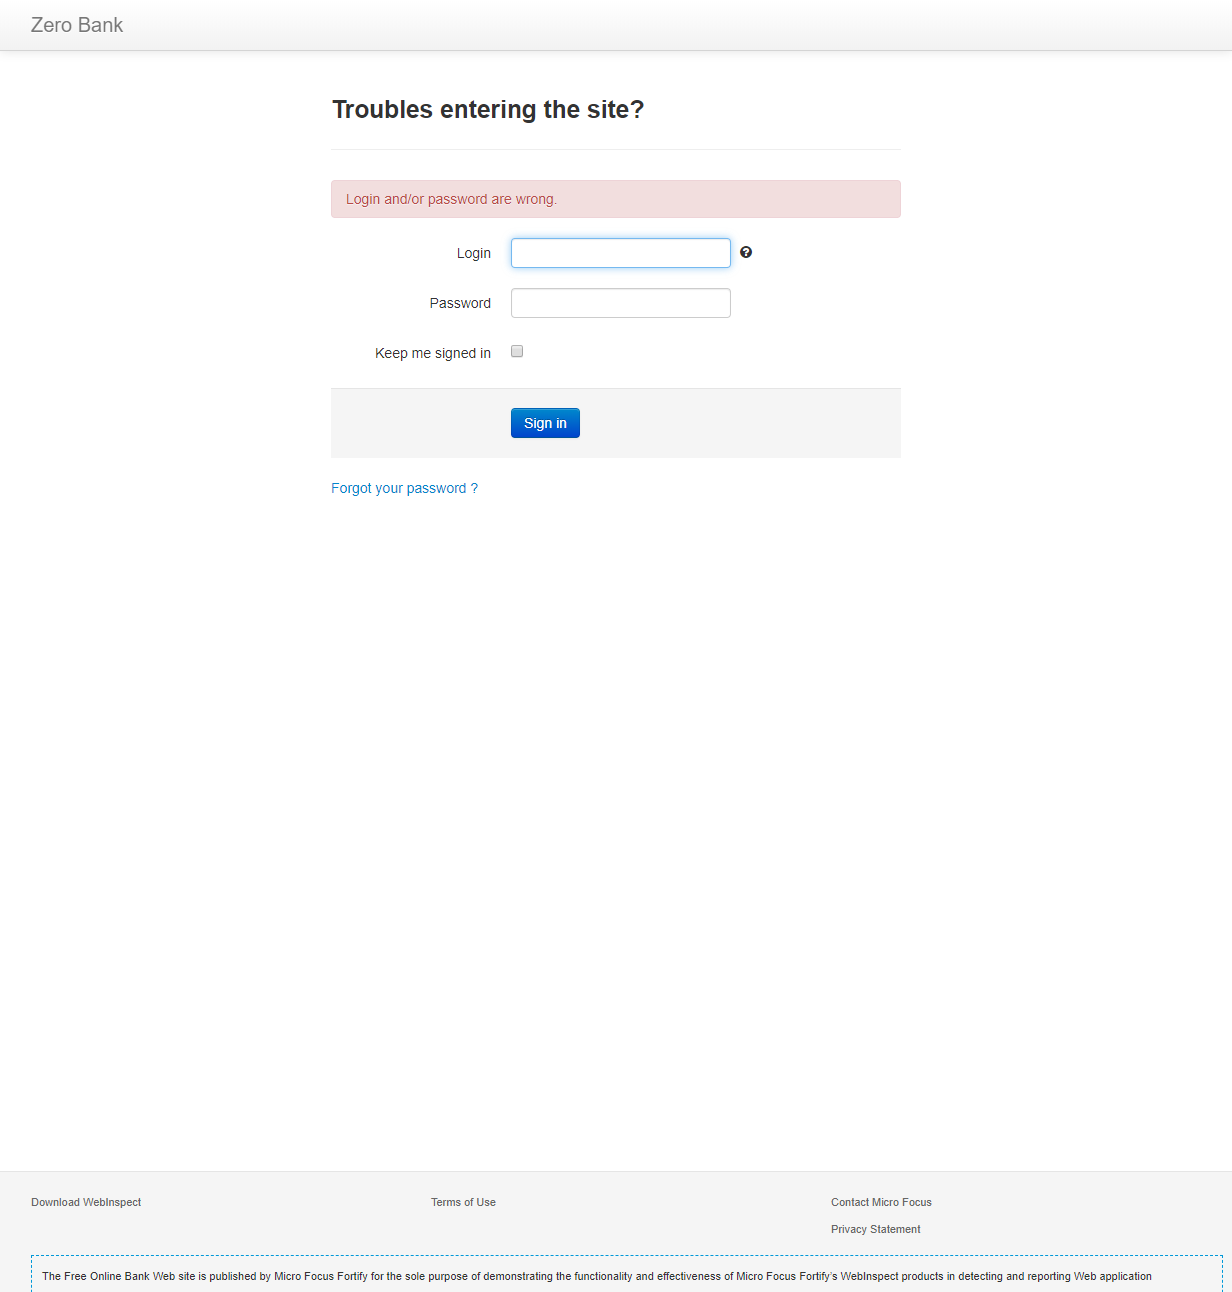 Zero Bank
Troubles entering the site?
Login and/or password are wrong.
Login
Password
Keep me signed in
Sign in
Forgot your password ?
Download WebInspect
Terms of Use
Contact Micro Focus
Privacy Statement
The Free Online Bank Web site is published by Micro Focus Fortify for the sole purpose of demonstrating the functionality and effectiveness of Micro Focus Fortify's WebInspect products in detecting and reporting Web application